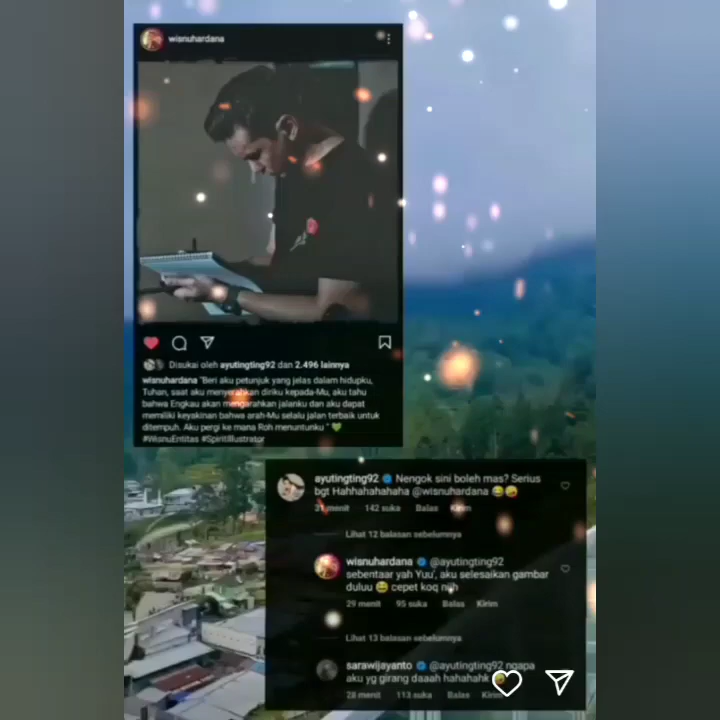 wisnuhardana
Disukai oleh ayutingting92 dan 2.496 lainnya
wisnuhardana "Beri aku petunjuk yang jelas dalam hidupku,
Tuhan, saat aku menyerahkan diriku kepada-Mu, aku tahu
bahwa Engkau akan mengarahkan jalanku dan aku dapat
memiliki keyakinan bahwa arah-Mu selalu jalan terbaik untuk
ditempuh. Aku pergi ke mana Roh menuntunku " 💚
#WisnuEntitas #SpiritIllustrator
ayutingting92 Nengok sini boleh mas? Serius
bgt Hahhahahahaha @wisnuhardana 😂🤪
menit 142 suka Balas Kirim
Lihat 12 balasan sebelumnya
wisnuhardana @ayutingting92
sebentaar yah Yuu', aku selesaikan gambar
duluu 😂 cepet koq niih
29 menit 95 suka Balas Kirim
Lihat 13 balasan sebelumnya
sarawijayanto @ayutingting92 ngapa
aku yg girang daaah hahahahk
28 menit 113 suka Balas Kirim